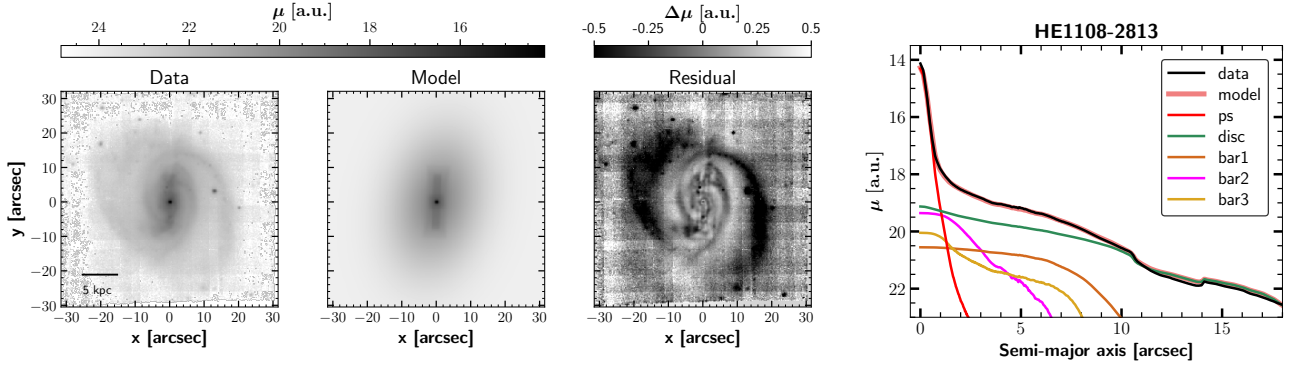 μ [a.u.]
24 22 20 18 16
Δμ [a.u.]
-0.5 -0.25 0 0.25 0.5
Data
Model
Residual
y [arcsec]
30
20
10
0
−10
−20
−30
5 kpc
−30 −20 −10 0 10 20 30
−30 −20 −10 0 10 20 30
−30 −20 −10 0 10 20 30
x [arcsec]
x [arcsec]
x [arcsec]
HE1108-2813
μ [a.u.]
14
16
18
20
22
data
model
ps
disc
bar1
bar2
bar3
0 5 10 15
Semi-major axis [arcsec]